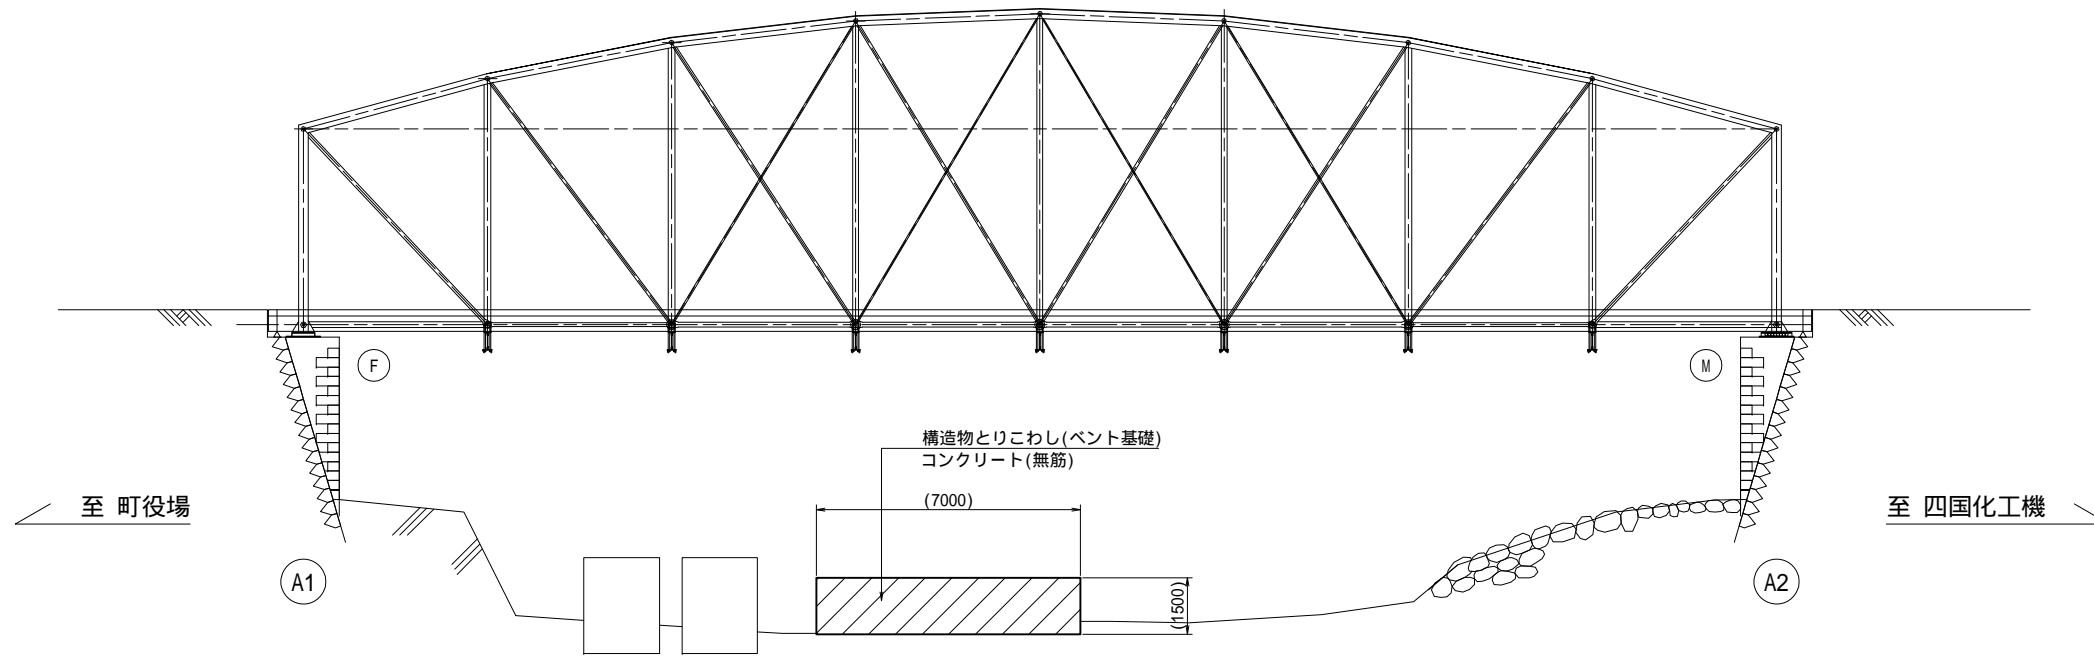 F
M
構造物とりこわし(ベント基礎)
コンクリート(無筋)
(7000)
至 町役場
至 四国化工機
A1
A2
(1500)